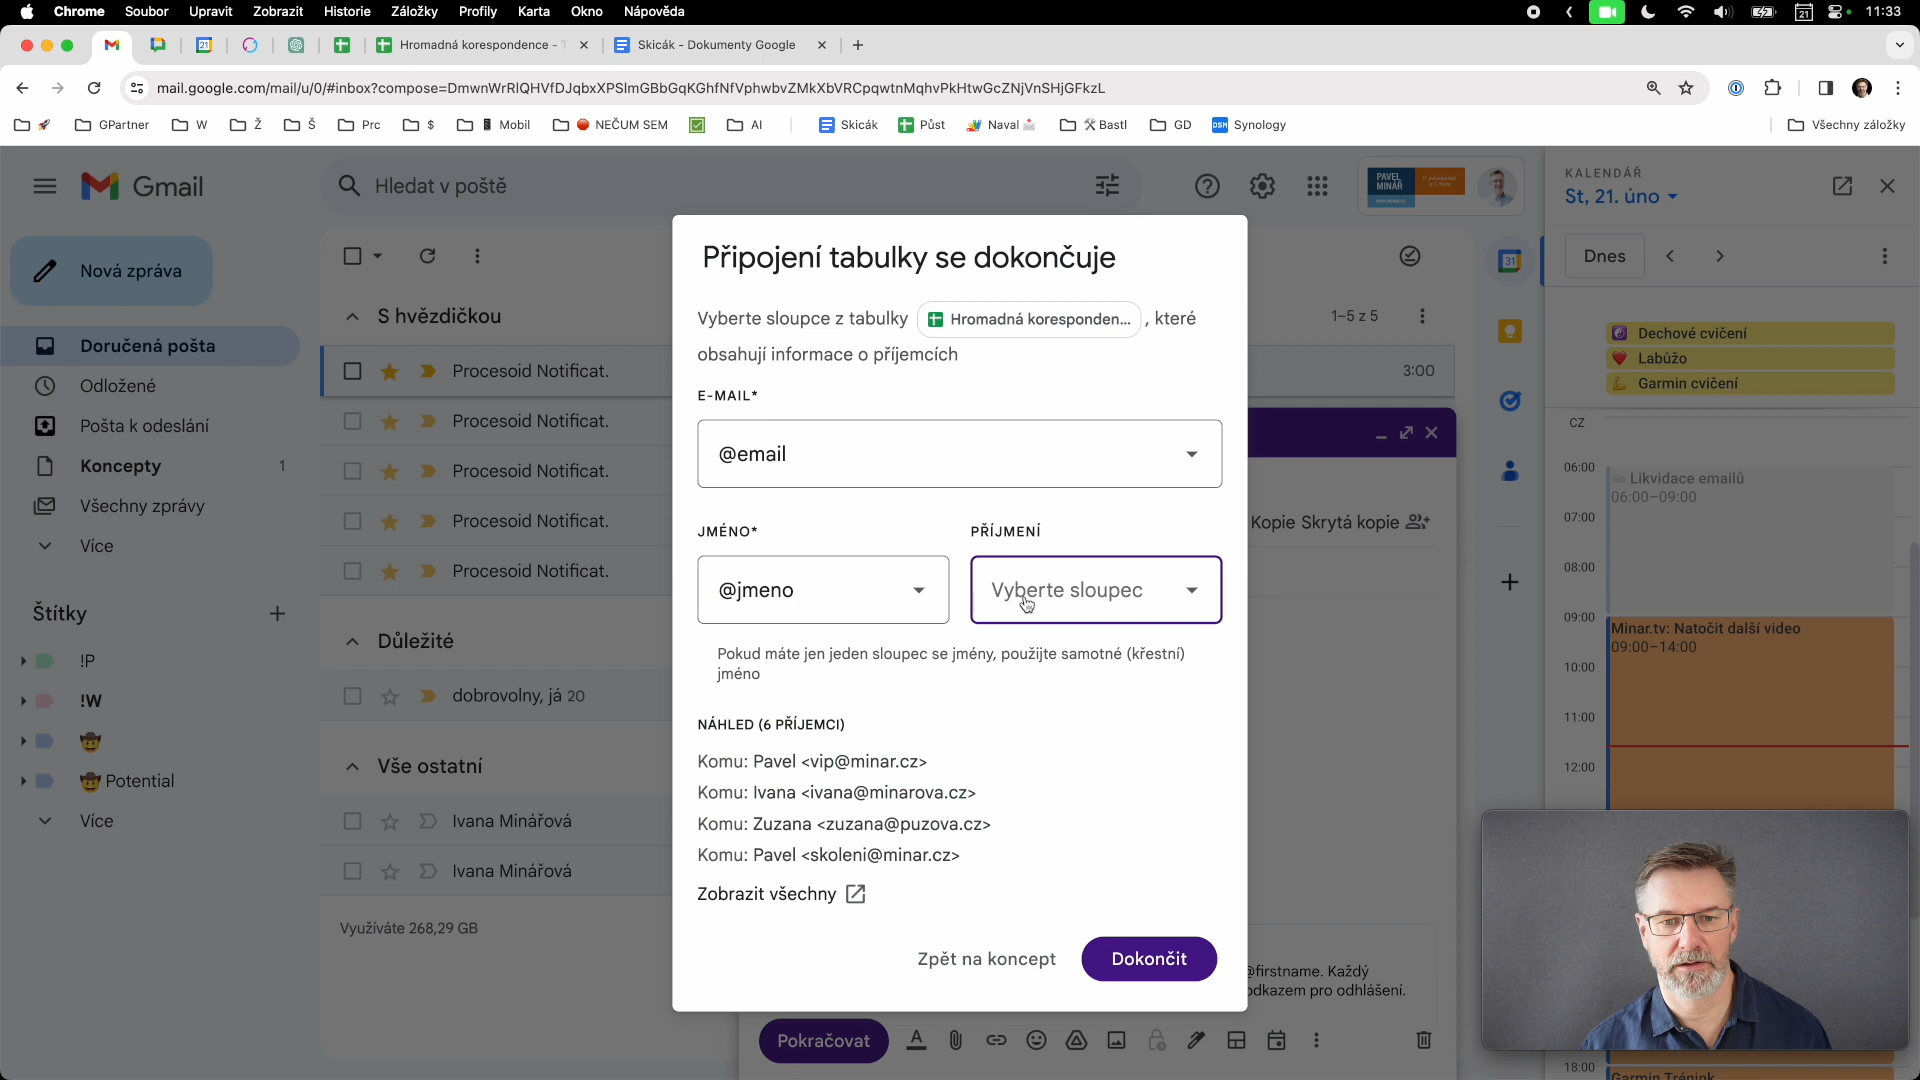 Chrome Soubor Upravit Zobrazit Historie Záložky Profily Karta Okno Nápověda 21 11:33
Hromadná korespondence - Skicák - Dokumenty Google
mail.google.com/mail/u/0/#inbox?compose=DmwnWrRlQHVfDJqbxXPSlmGBbGqKGhfNfVphwbvZMkXbVRCpqwtnMqhvPKHtwGcZNjVnSHjGFkzL
GPartner W Ž Š Prc $ Mobil NEČUM SEM AI Skicák Půst Naval Bastl GD DSM Synology Všechny záložky
Gmail
Hledat v poště
PAVEL MINÁŘ
KALENDÁŘ
St, 21. úno
Nová zpráva
Dnes
Doručená pošta
Odložené
Pošta k odeslání
Koncepty 1
Všechny zprávy
Více
Štítky
!P
!W
Potential
Více
S hvězdičkou
1–5 z 5
Procesoid Notificat. 3:00
Procesoid Notificat.
Procesoid Notificat.
Procesoid Notificat.
Procesoid Notificat.
Důležité
dobrovolny, já 20
Vše ostatní
Ivana Minářová
Ivana Minářová
Využíváte 268,29 GB
Připojení tabulky se dokončuje
Vyberte sloupce z tabulky Hromadná koresponden... , které
obsahují informace o příjemcích
E-MAIL*
@email
JMÉNO* PŘÍJMENÍ
@jmeno Vyberte sloupec
Pokud máte jen jeden sloupec se jmény, použijte samotné (křestní)
jméno
NÁHLED (6 PŘÍJEMCI)
Komu: Pavel <vip@minar.cz>
Komu: Ivana <ivana@minarova.cz>
Komu: Zuzana <zuzana@puzova.cz>
Komu: Pavel <skoleni@minar.cz>
Zobrazit všechny
Zpět na koncept Dokončit
Kopie Skrytá kopie
@firstname. Každý
odkazem pro odhlášení.
Pokračovat
31
Dechové cvičení
Labůžo
Garmin cvičení
CZ
06:00
Likvidace emailů
06:00–09:00
07:00
08:00
09:00
Minar.tv: Natočit další video
09:00–14:00
10:00
11:00
12:00
18:00
Garmin Trénink